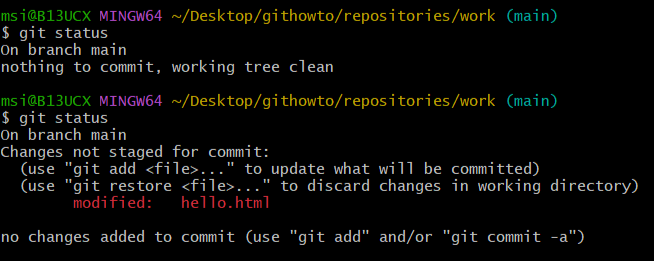 msi@B13UCX MINGW64 ~/Desktop/githowto/repositories/work (main)
$ git status
On branch main
nothing to commit, working tree clean
msi@B13UCX MINGW64 ~/Desktop/githowto/repositories/work (main)
$ git status
On branch main
Changes not staged for commit:
  (use "git add <file>..." to update what will be committed)
  (use "git restore <file>..." to discard changes in working directory)
        modified:   hello.html
no changes added to commit (use "git add" and/or "git commit -a")